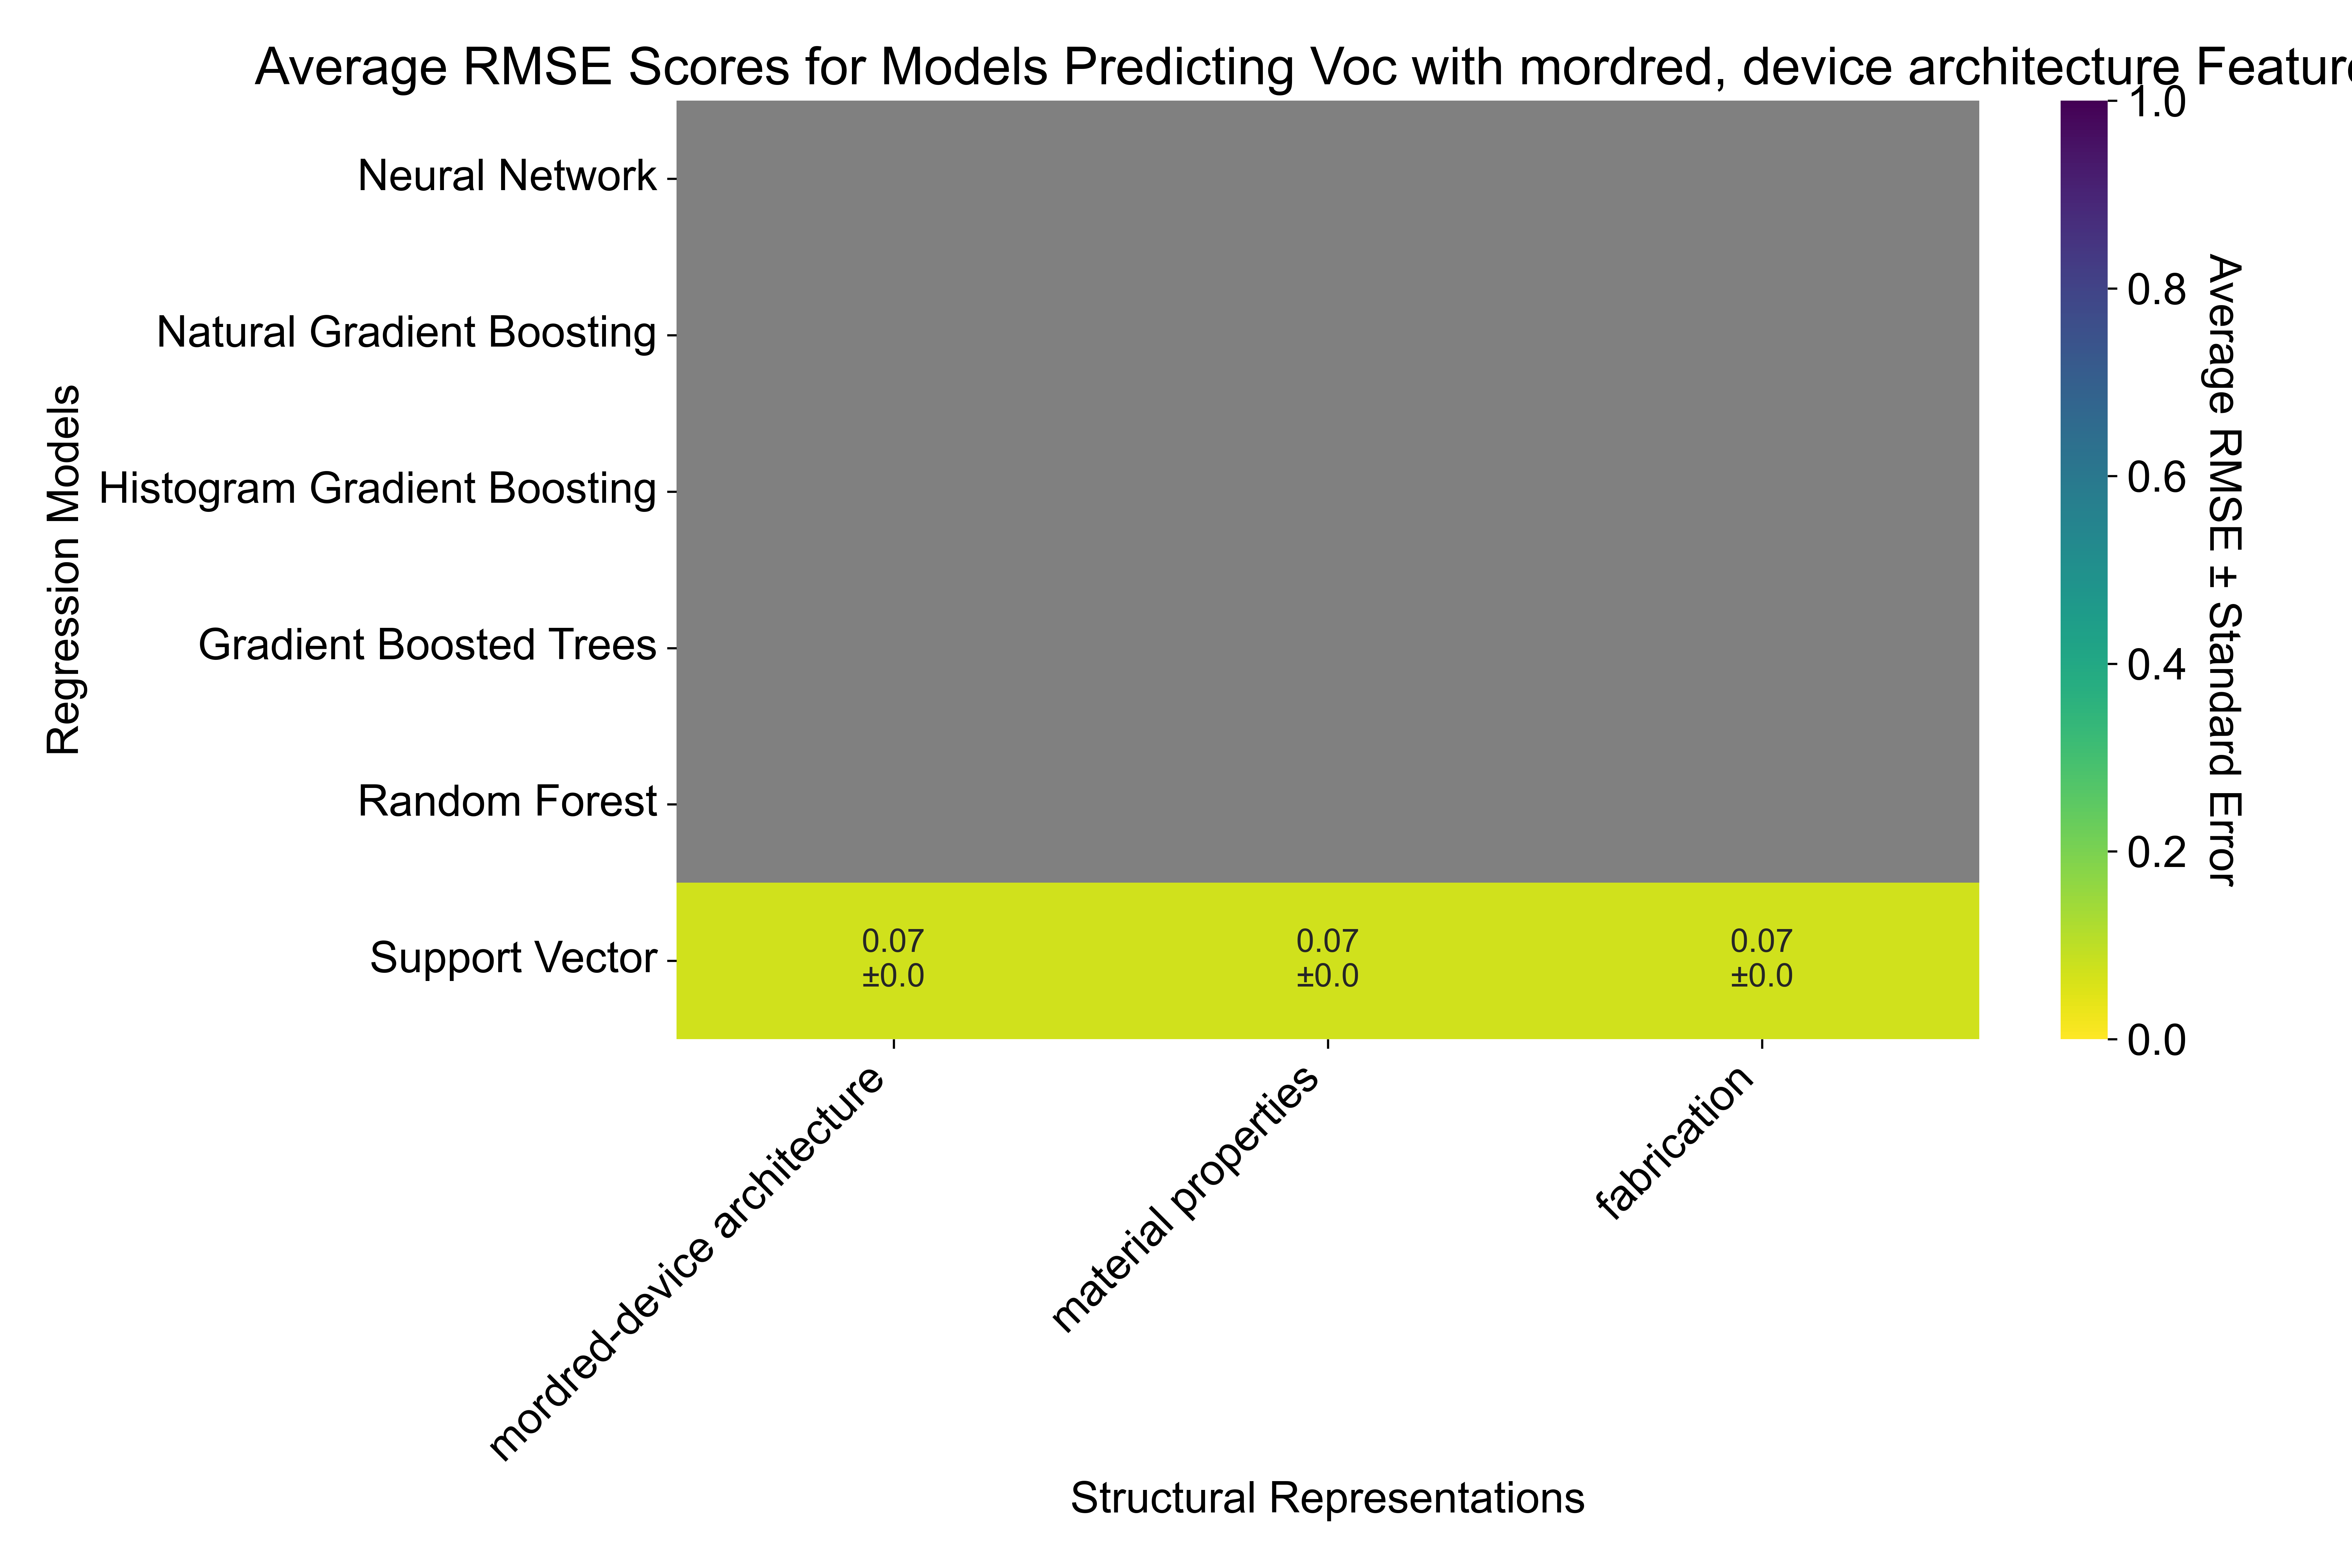 Average RMSE Scores for Models Predicting Voc with mordred, device architecture Feature
Regression Models
Neural Network
Natural Gradient Boosting
Histogram Gradient Boosting
Gradient Boosted Trees
Random Forest
Support Vector
0.07
±0.0
0.07
±0.0
0.07
±0.0
mordred-device architecture
material properties
fabrication
Structural Representations
1.0
0.8
0.6
0.4
0.2
0.0
Average RMSE ± Standard Error